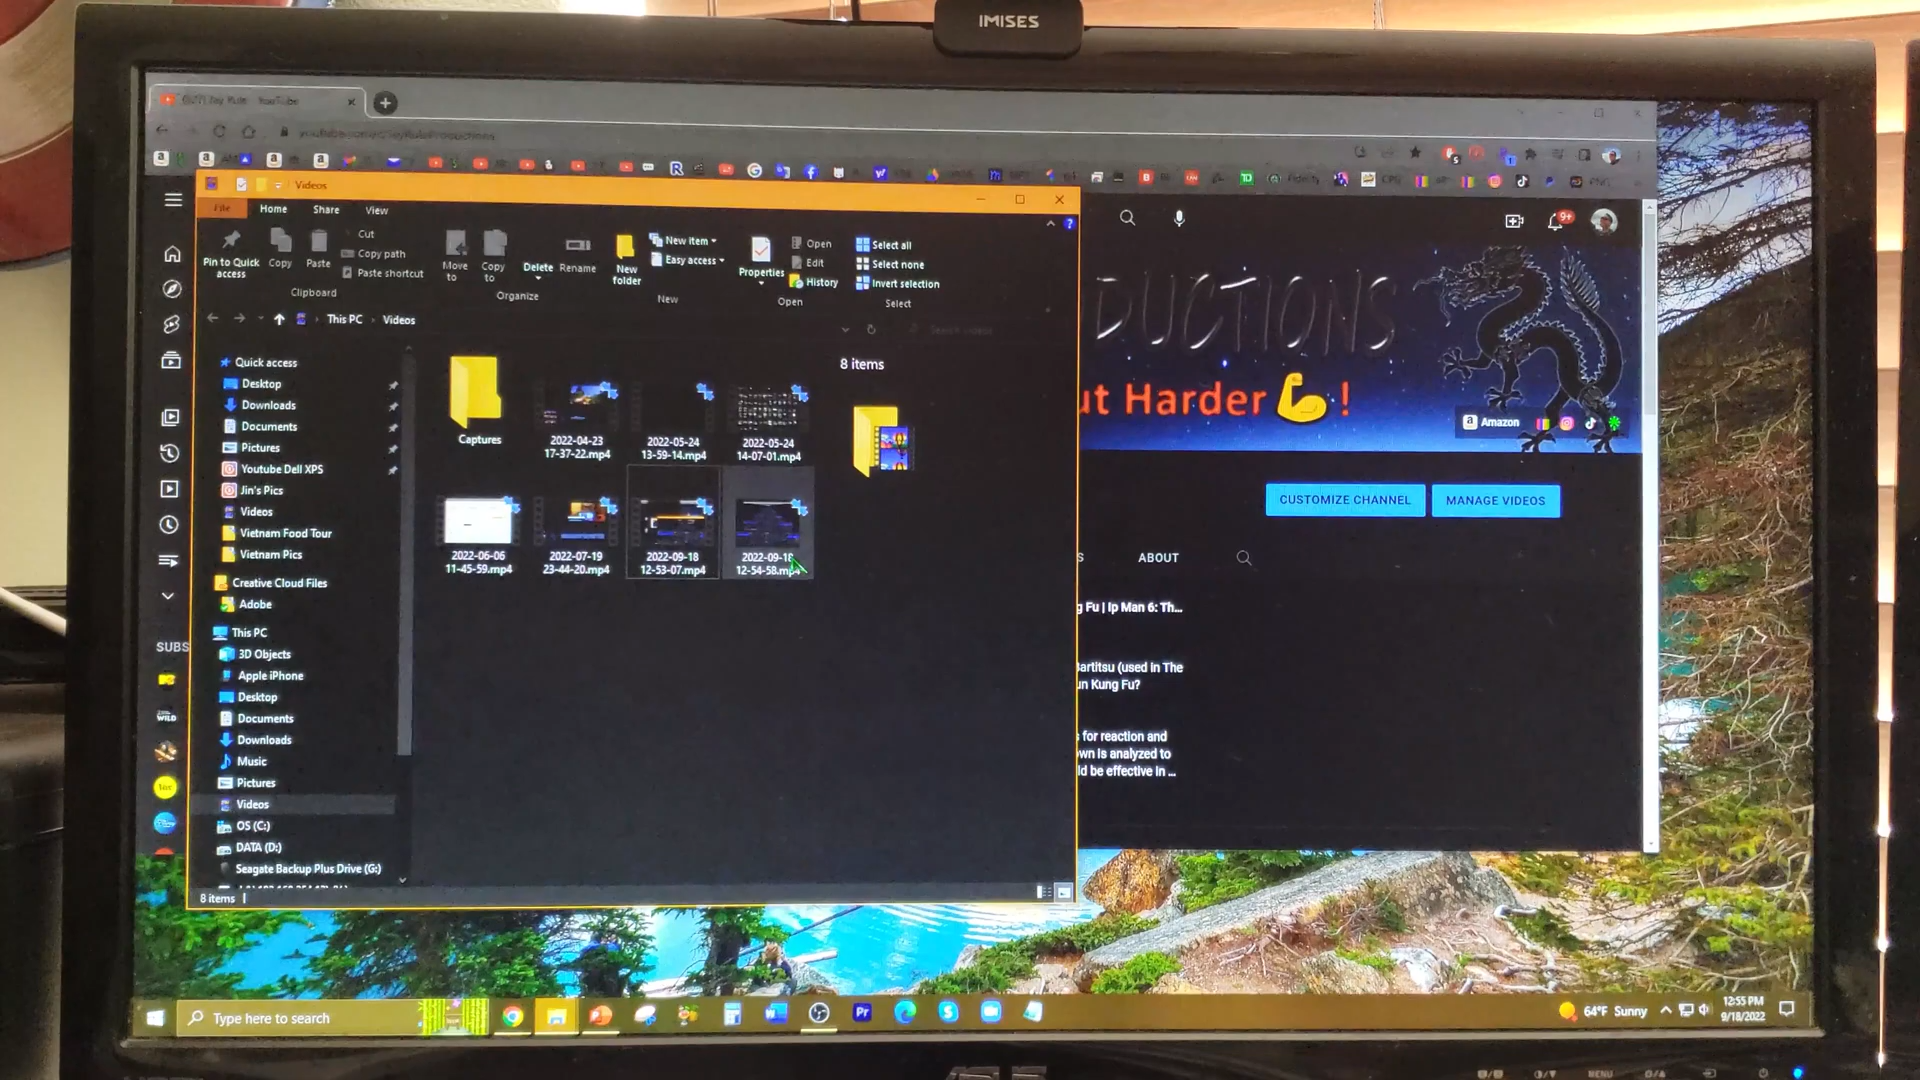 IMISES
YouTube
Videos
File
Home
Share
View
Pin to Quick
access
Copy
Paste
Cut
Copy path
Paste shortcut
Clipboard
Move
to
Copy
to
Delete
Rename
Organize
New
folder
New item
Easy access
New
Properties
Open
Edit
History
Open
Select all
Select none
Invert selection
Select
This PC
Videos
8 items
Quick access
Desktop
Downloads
Documents
Pictures
Youtube Dell XPS
Jin's Pics
Videos
Vietnam Food Tour
Vietnam Pics
Creative Cloud Files
Adobe
This PC
3D Objects
Apple iPhone
Desktop
Documents
Downloads
Music
Pictures
Videos
OS (C:)
DATA (D:)
Seagate Backup Plus Drive (G:)
8 items
Captures
2022-04-23
17-37-22.mp4
2022-05-24
13-59-14.mp4
2022-05-24
14-07-01.mp4
2022-06-06
11-45-59.mp4
2022-07-19
23-44-20.mp4
2022-09-18
12-53-07.mp4
2022-09-18
12-54-58.mp4
SUBS
WILD
9+
DUCTIONS
ut Harder 💪 !
Amazon
CUSTOMIZE CHANNEL
MANAGE VIDEOS
S
ABOUT
g Fu | Ip Man 6: Th...
Bartitsu (used in The
un Kung Fu?
for reaction and
own is analyzed to
ld be effective in ...
Type here to search
64°F Sunny
12:55 PM
9/18/2022
MENU